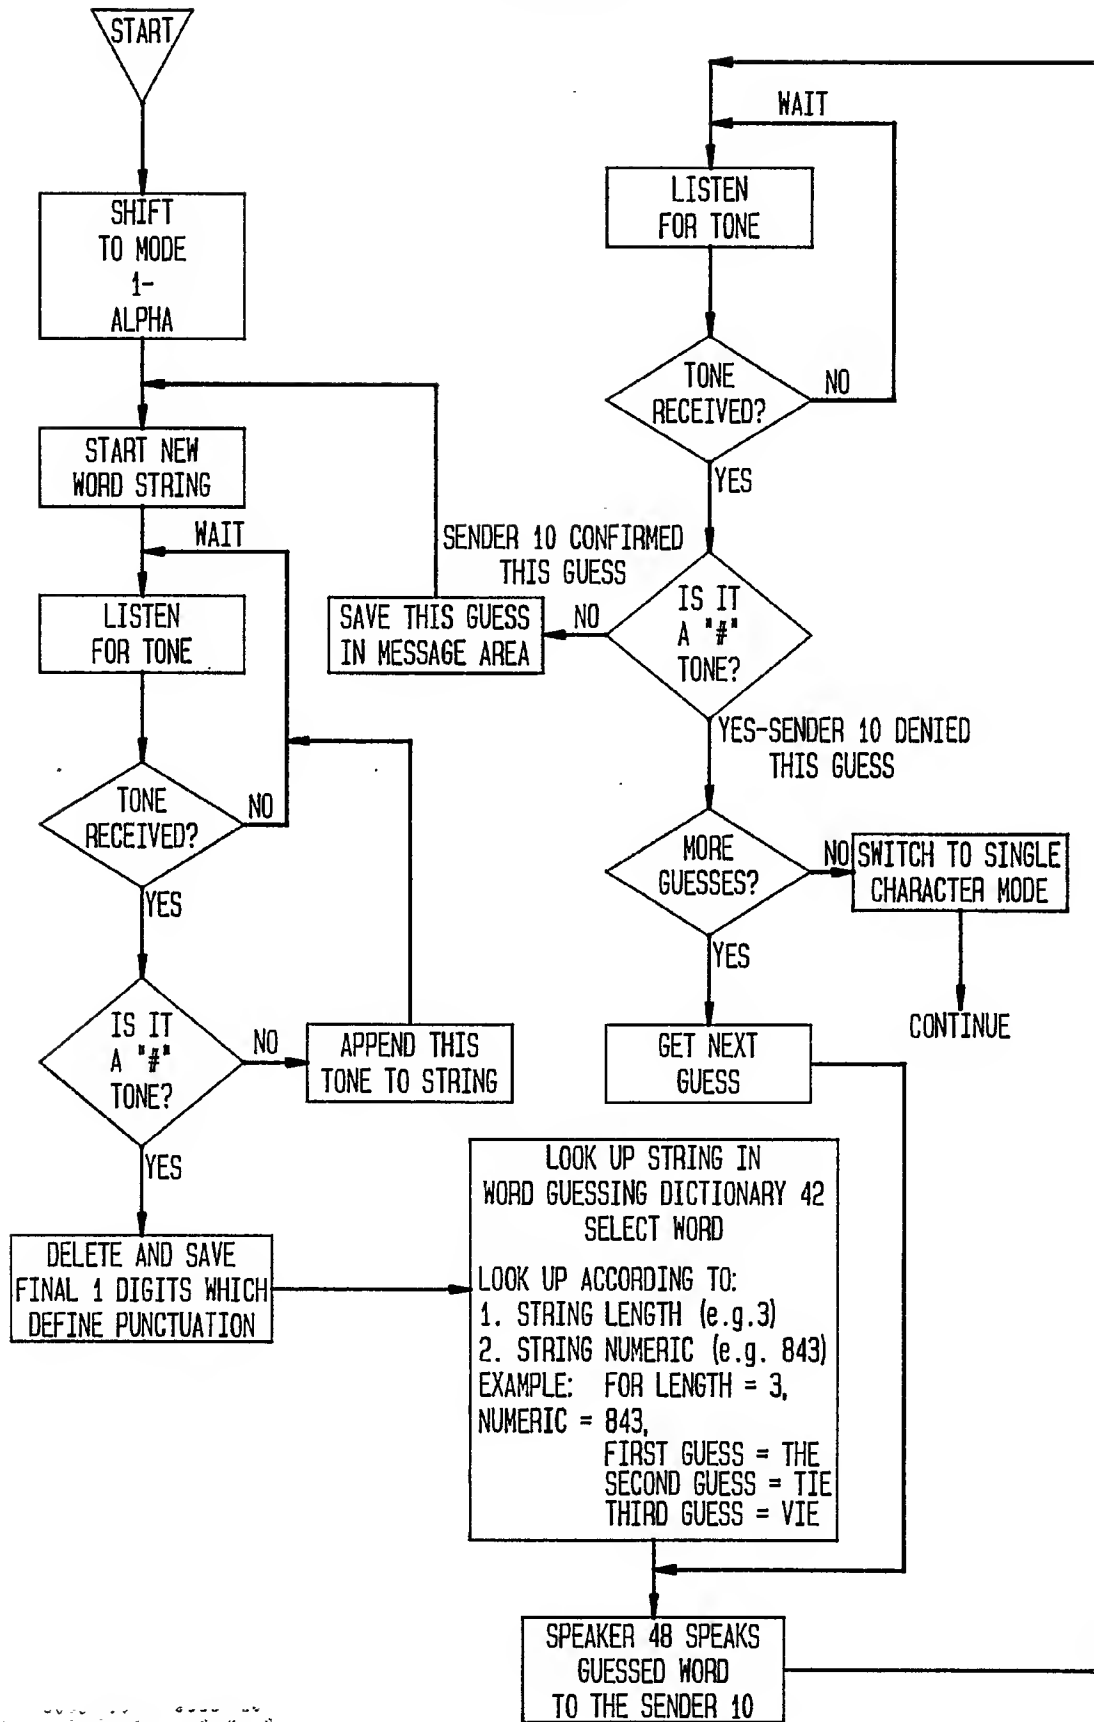 START
SHIFT
TO MODE
1-
ALPHA
START NEW
WORD STRING
WAIT
LISTEN
FOR TONE
TONE
RECEIVED?
NO
YES
IS IT
A "#"
TONE?
NO
APPEND THIS
TONE TO STRING
YES
DELETE AND SAVE
FINAL 1 DIGITS WHICH
DEFINE PUNCTUATION
LOOK UP STRING IN
WORD GUESSING DICTIONARY 42
SELECT WORD
LOOK UP ACCORDING TO:
1. STRING LENGTH (e.g.3)
2. STRING NUMERIC (e.g. 843)
EXAMPLE: FOR LENGTH = 3,
NUMERIC = 843,
FIRST GUESS = THE
SECOND GUESS = TIE
THIRD GUESS = VIE
SPEAKER 48 SPEAKS
GUESSED WORD
TO THE SENDER 10
WAIT
LISTEN
FOR TONE
TONE
RECEIVED?
NO
YES
IS IT
A "#"
TONE?
NO
SENDER 10 CONFIRMED
THIS GUESS
SAVE THIS GUESS
IN MESSAGE AREA
YES-SENDER 10 DENIED
THIS GUESS
MORE
GUESSES?
NO
SWITCH TO SINGLE
CHARACTER MODE
CONTINUE
YES
GET NEXT
GUESS